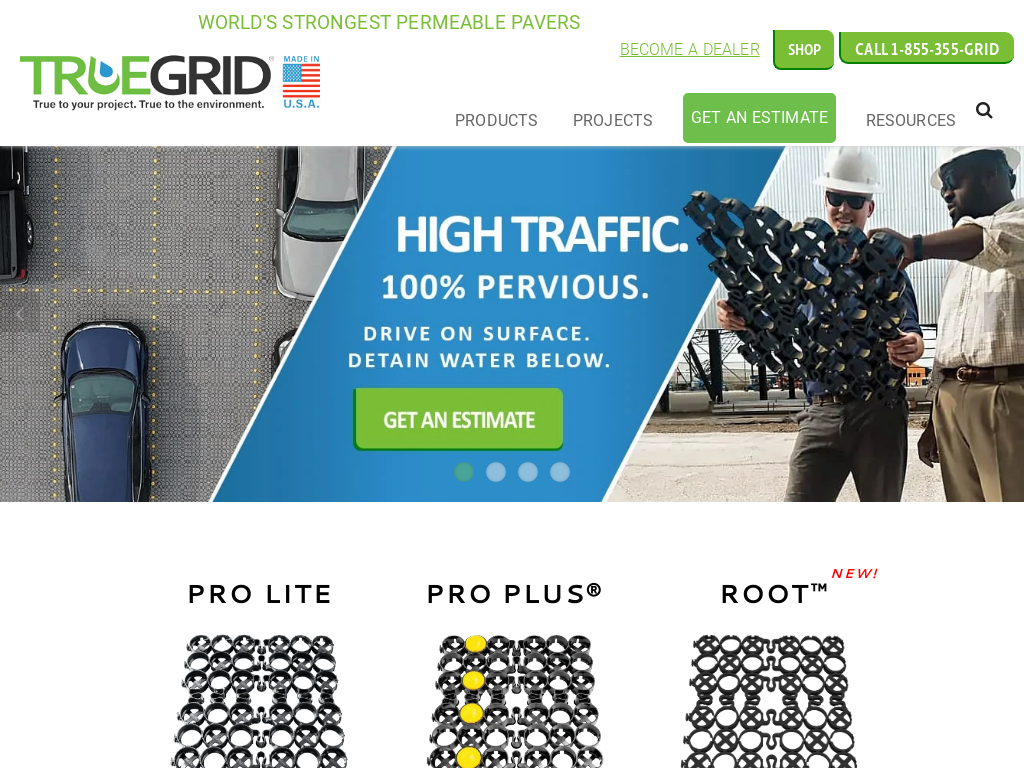 WORLD'S STRONGEST PERMEABLE PAVERS
BECOME A DEALER
SHOP
CALL 1-855-355-GRID
TRUEGRID®
MADE IN
U.S.A.
True to your project. True to the environment.
PRODUCTS
PROJECTS
GET AN ESTIMATE
RESOURCES
HIGH TRAFFIC.
100% PERVIOUS.
DRIVE ON SURFACE.
DETAIN WATER BELOW.
GET AN ESTIMATE
PRO LITE
PRO PLUS®
ROOT™
NEW!